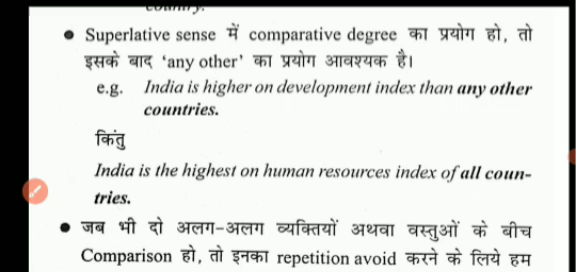 country.
• Superlative sense में comparative degree का प्रयोग हो, तो
इसके बाद ‘any other’ का प्रयोग आवश्यक है।
e.g. India is higher on development index than any other
countries.
किंतु
India is the highest on human resources index of all coun-
tries.
• जब भी दो अलग-अलग व्यक्तियों अथवा वस्तुओं के बीच
Comparison हो, तो इनका repetition avoid करने के लिये हम